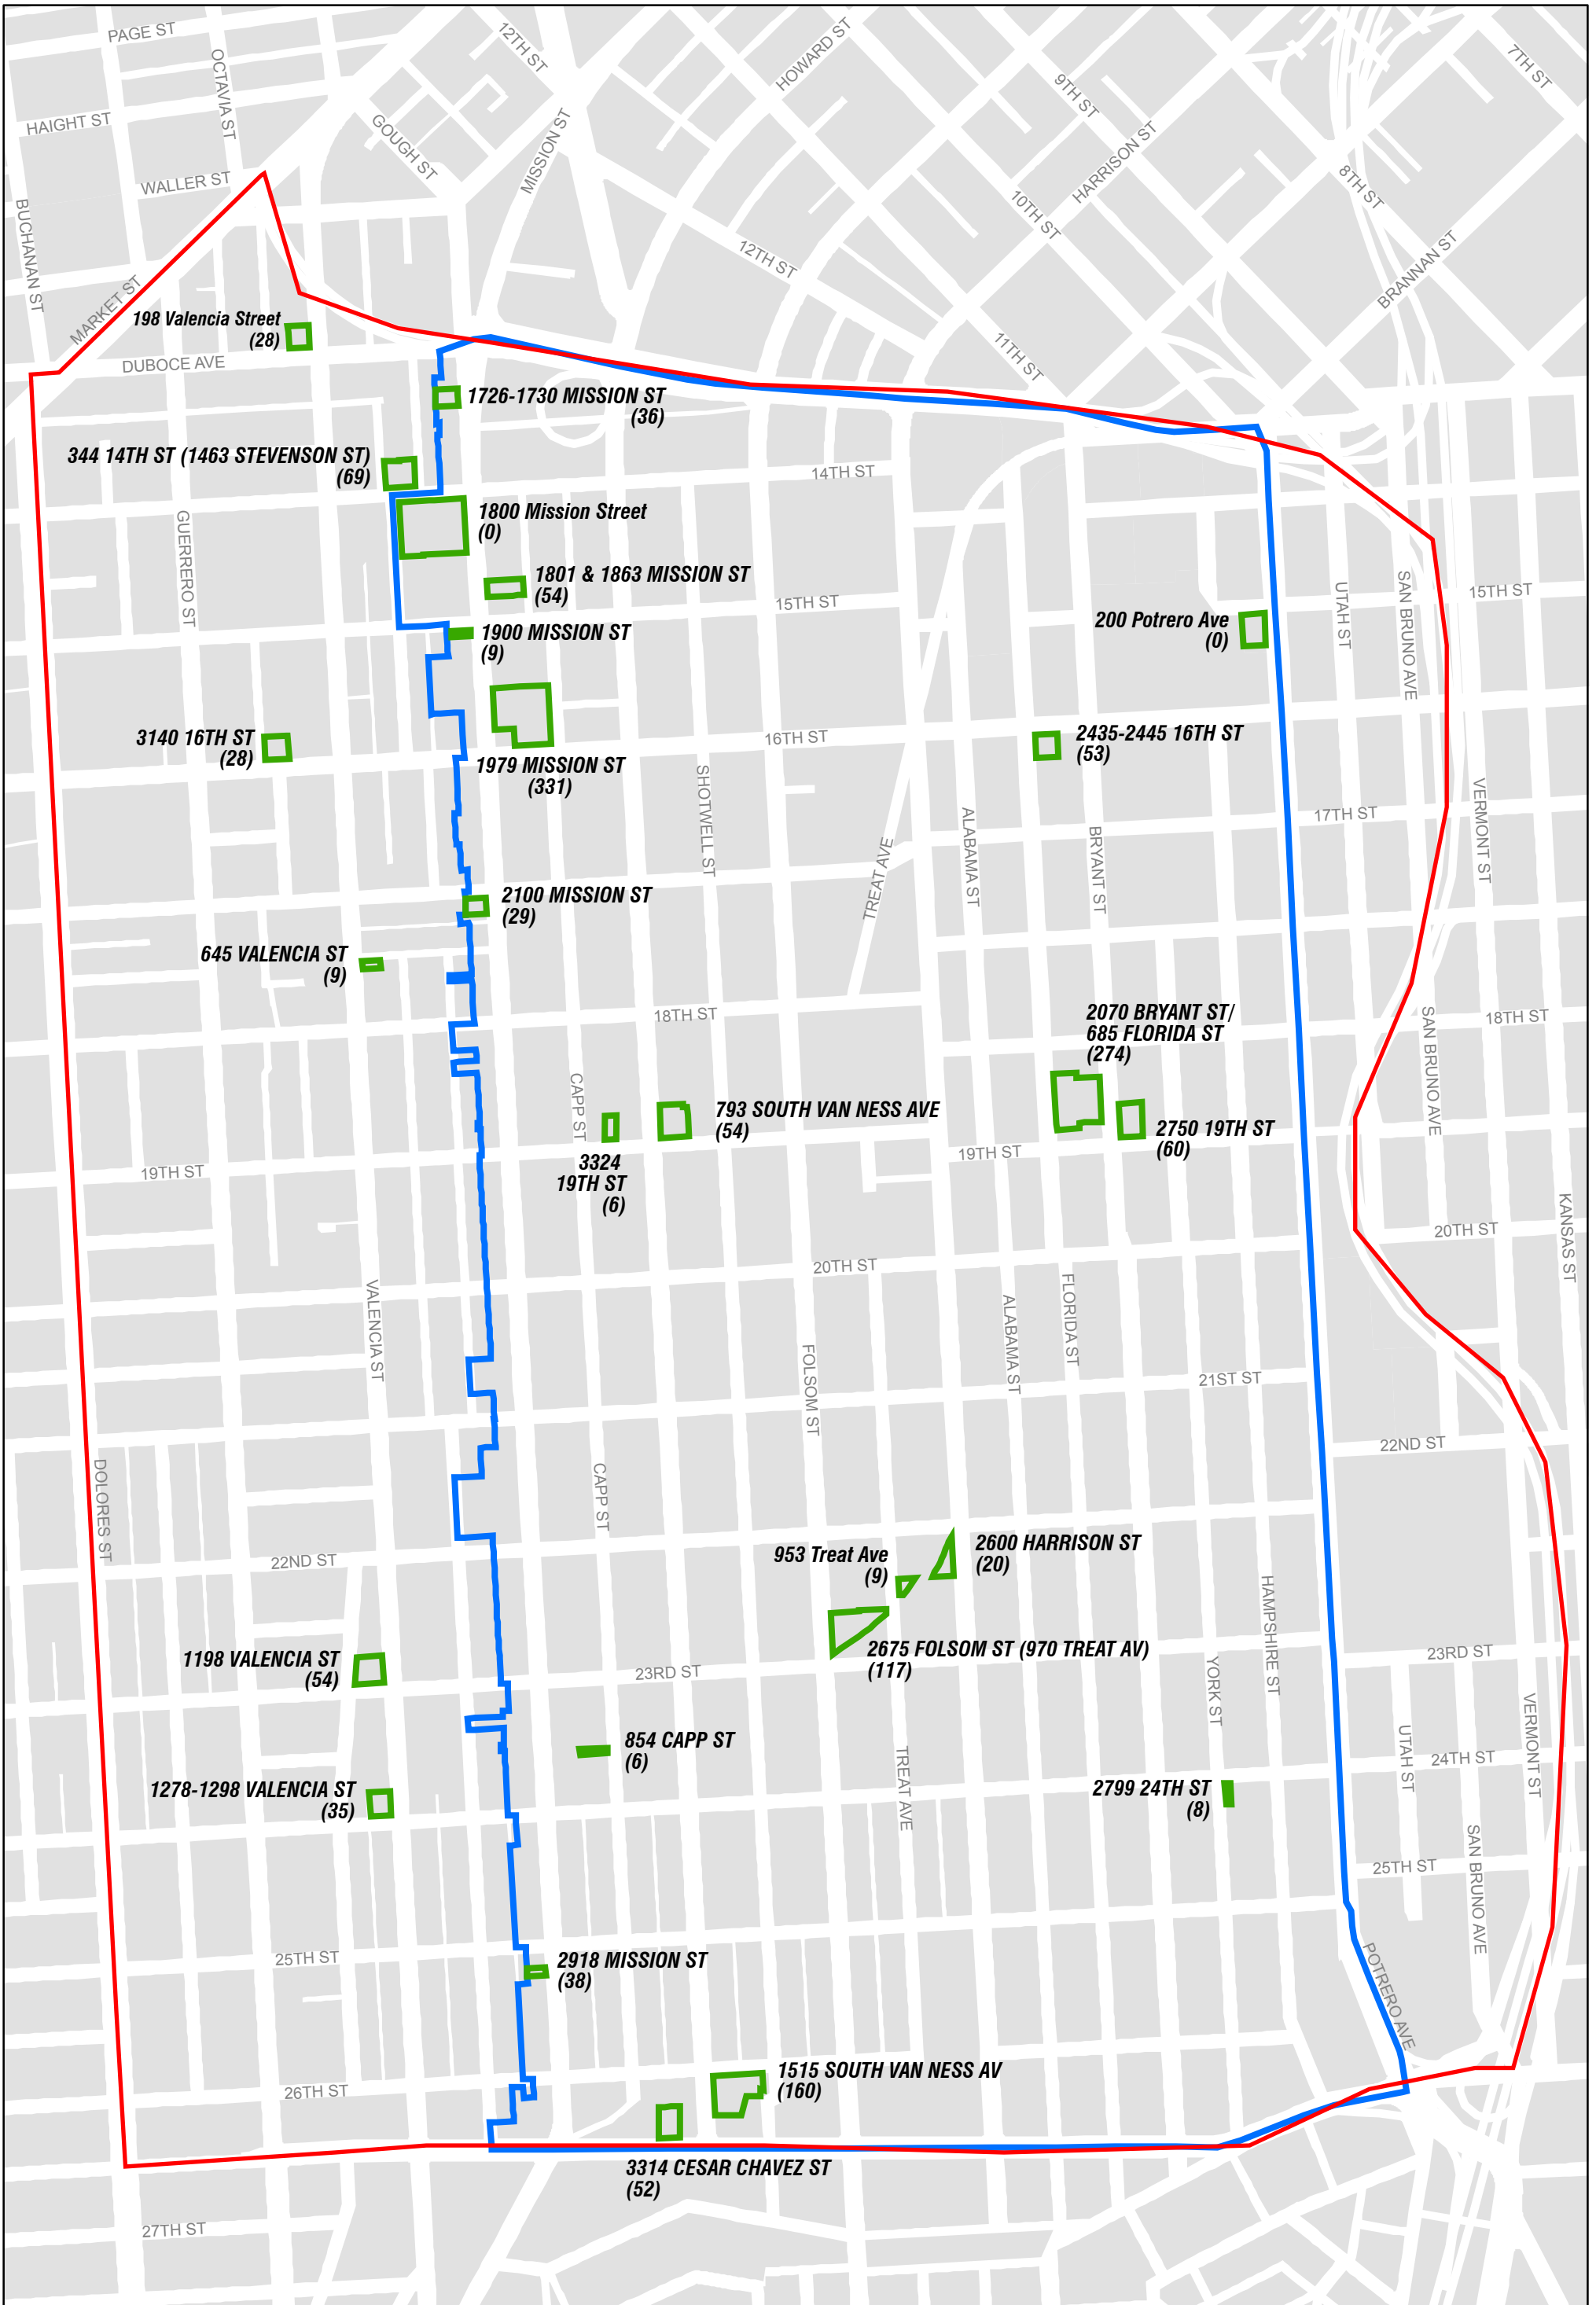 PAGE ST
OCTAVIA ST
12TH ST
HOWARD ST
7TH ST
HAIGHT ST
GOUGH ST
MISSION ST
9TH ST
HARRISON ST
8TH ST
WALLER ST
BUCHANAN ST
10TH ST
12TH ST
BRANNAN ST
MARKET ST
198 Valencia Street
(28)
DUBOCE AVE
11TH ST
1726-1730 MISSION ST
(36)
344 14TH ST (1463 STEVENSON ST)
(69)
14TH ST
1800 Mission Street
(0)
GUERRERO ST
1801 & 1863 MISSION ST
(54)
15TH ST
UTAH ST
SAN BRUNO AVE
15TH ST
1900 MISSION ST
(9)
200 Potrero Ave
(0)
3140 16TH ST
(28)
16TH ST
2435-2445 16TH ST
(53)
1979 MISSION ST
(331)
SHOTWELL ST
TREAT AVE
ALABAMA ST
BRYANT ST
17TH ST
VERMONT ST
2100 MISSION ST
(29)
645 VALENCIA ST
(9)
18TH ST
2070 BRYANT ST/
685 FLORIDA ST
(274)
SAN BRUNO AVE
18TH ST
CAPP ST
793 SOUTH VAN NESS AVE
(54)
2750 19TH ST
(60)
19TH ST
3324
19TH ST
(6)
19TH ST
KANSAS ST
20TH ST
20TH ST
VALENCIA ST
FOLSOM ST
ALABAMA ST
FLORIDA ST
21ST ST
22ND ST
DOLORES ST
CAPP ST
22ND ST
953 Treat Ave
(9)
2600 HARRISON ST
(20)
HAMPSHIRE ST
1198 VALENCIA ST
(54)
23RD ST
2675 FOLSOM ST (970 TREAT AV)
(117)
YORK ST
23RD ST
VERMONT ST
854 CAPP ST
(6)
TREAT AVE
UTAH ST
24TH ST
1278-1298 VALENCIA ST
(35)
2799 24TH ST
(8)
SAN BRUNO AVE
25TH ST
25TH ST
2918 MISSION ST
(38)
POTRERO AVE
26TH ST
1515 SOUTH VAN NESS AV
(160)
3314 CESAR CHAVEZ ST
(52)
27TH ST